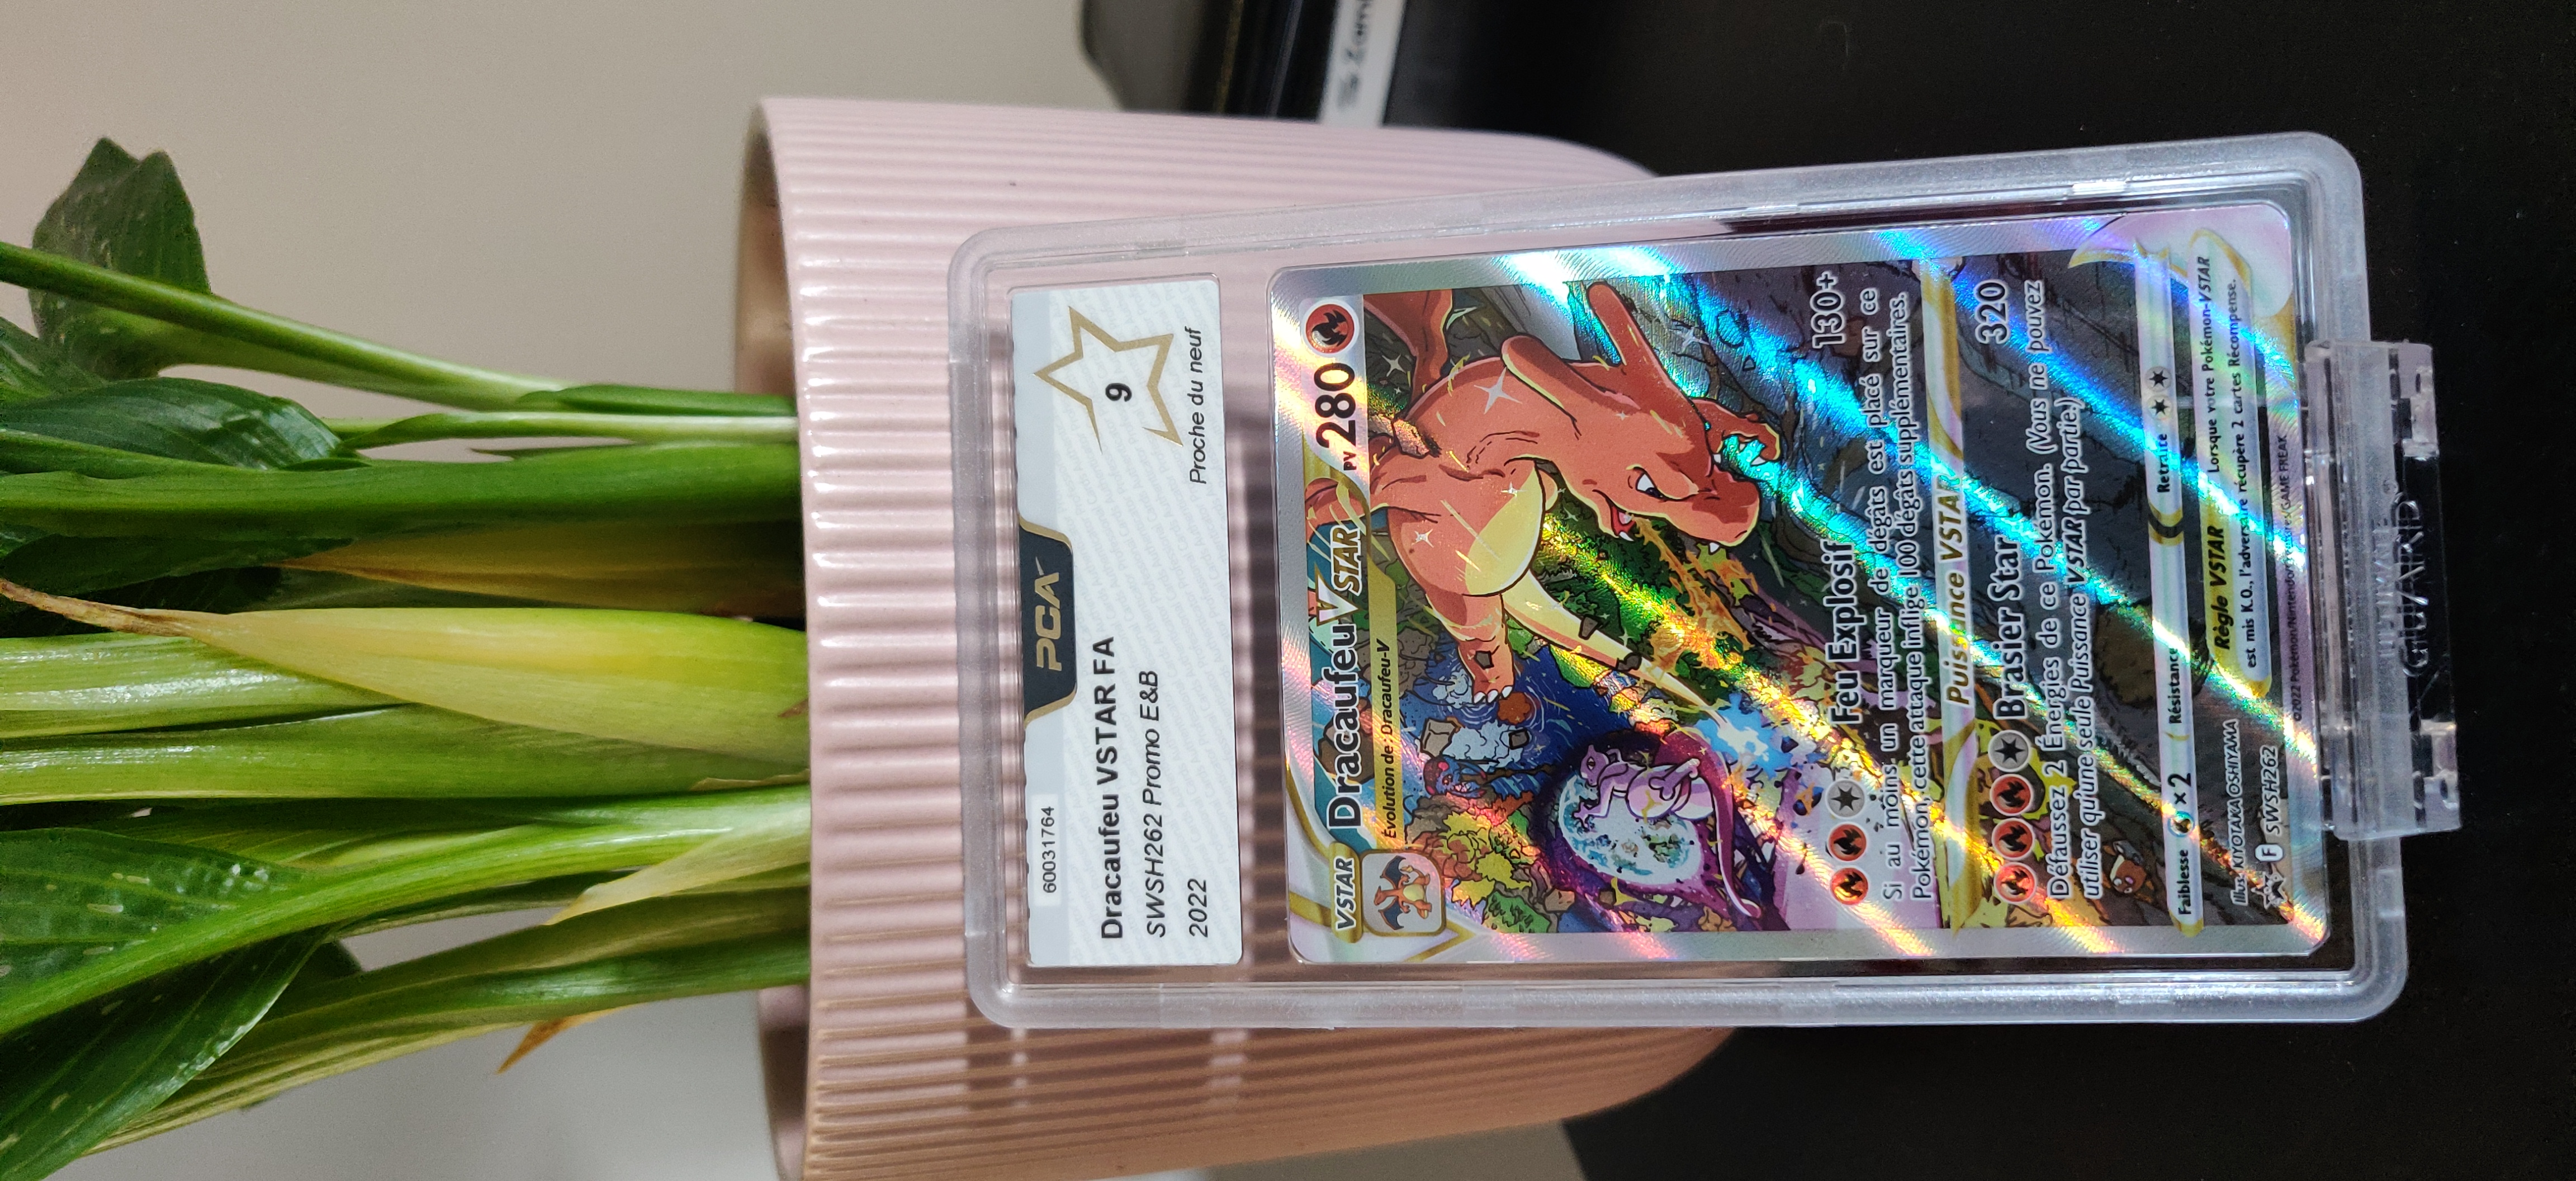 60031764
PCA
Dracaufeu VSTAR FA
SWSH262 Promo E&B
2022
9
Proche du neuf
VSTAR
Dracaufeu VSTAR
PV 280
Évolution de : Dracaufeu-V
Feu Explosif 130+
Si au moins un marqueur de dégâts est placé sur ce
Pokémon, cette attaque inflige 100 dégâts supplémentaires.
Puissance VSTAR
Brasier Star 320
Défaussez 2 Énergies de ce Pokémon. (Vous ne pouvez
utiliser qu'une seule Puissance VSTAR par partie.)
Faiblesse ×2 Résistance Retraite
Règle VSTAR Lorsque votre Pokémon-VSTAR
est mis K.O., l'adversaire récupère 2 cartes Récompense.
Illus. KIYOTAKA OSHIYAMA
F SWSH262
©2022 Pokémon/Nintendo/Creatures/GAME FREAK
ULTIMATE
GUARD